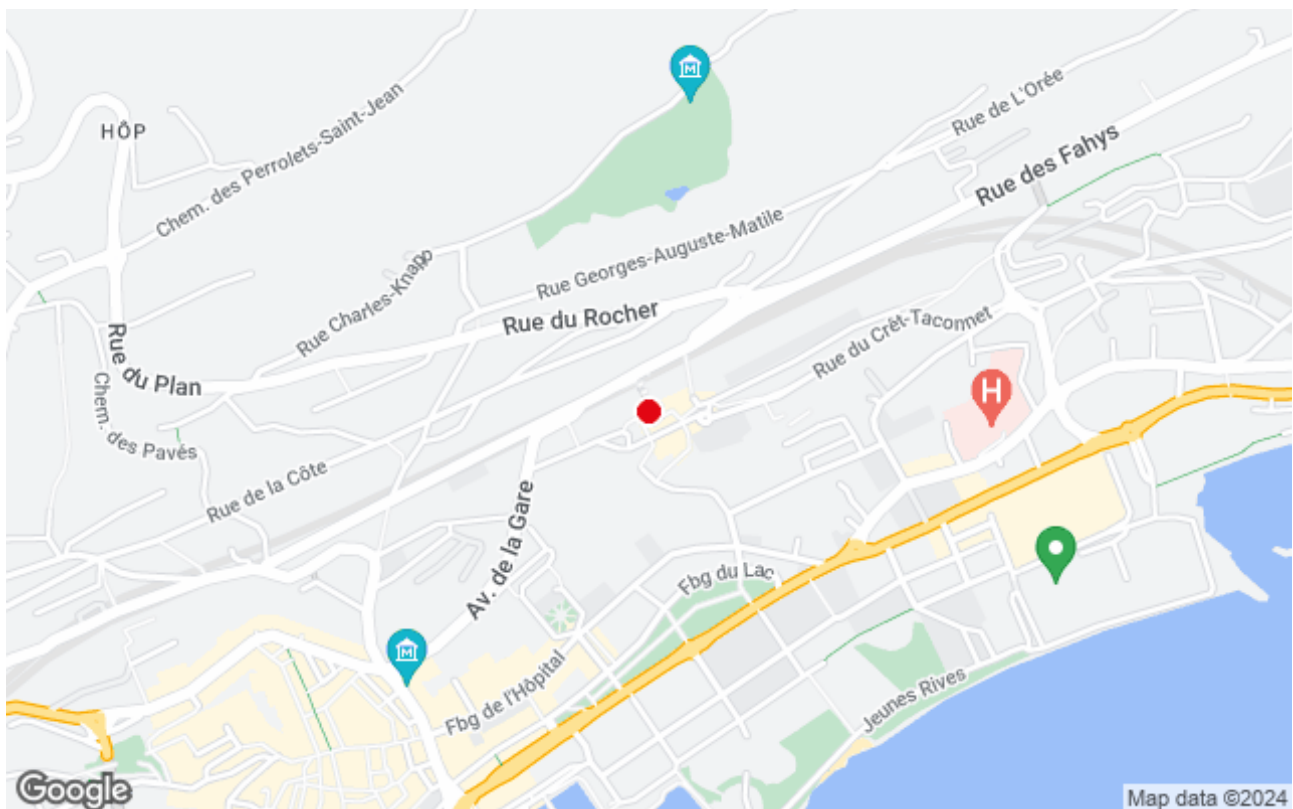 HÔP
Chem. des Perrolets-Saint-Jean
Rue de L'Orée
Rue des Fahys
Rue Charles-Knapp
Rue Georges-Auguste-Matile
Rue du Rocher
Rue du Plan
Rue du Crêt-Taconnet
Chem. des Pavés
H
Rue de la Côte
Av. de la Gare
Fbg du Lac
M
M
Fbg de l'Hôpital
Jeunes Rives
Google
Map data ©2024